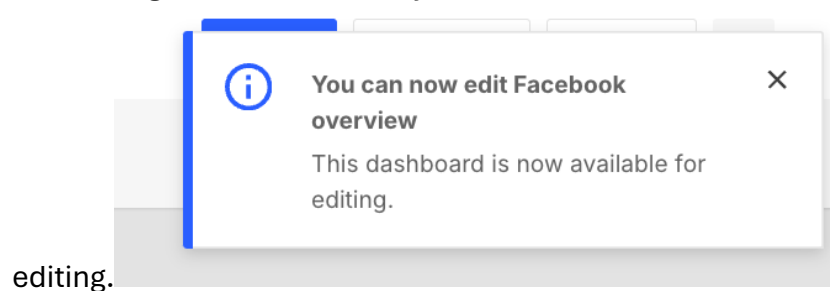 You can now edit Facebook
overview
This dashboard is now available for
editing.
editing.